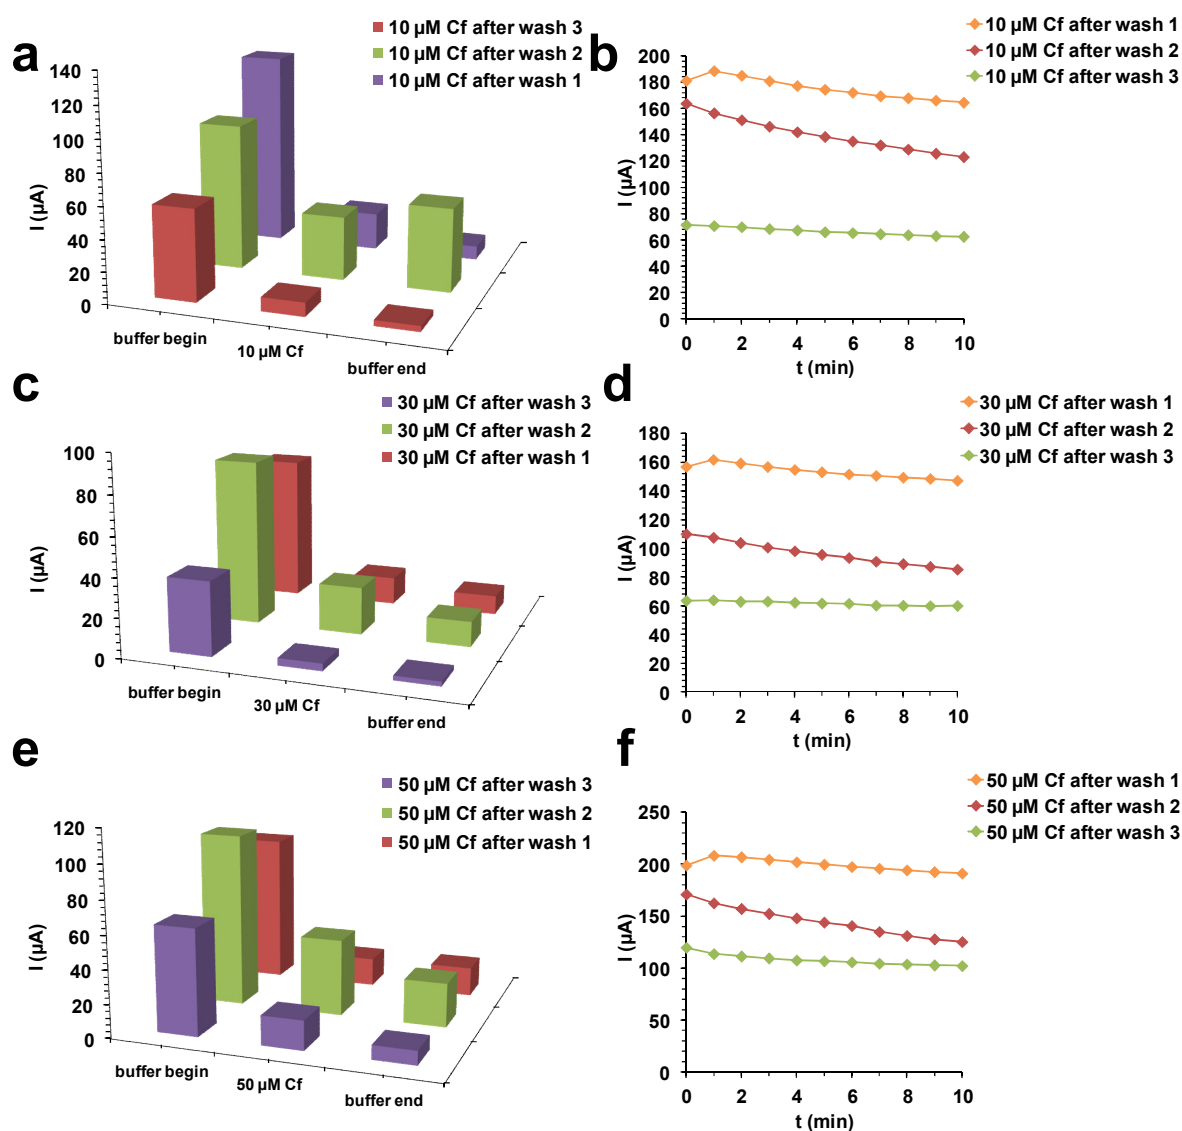 a
10 µM Cf after wash 3
10 µM Cf after wash 2
10 µM Cf after wash 1
140
120
100
80
60
40
20
0
I (µA)
buffer begin
10 µM Cf
buffer end
b
10 µM Cf after wash 1
10 µM Cf after wash 2
10 µM Cf after wash 3
200
180
160
140
120
100
80
60
40
20
0
I (µA)
0 2 4 6 8 10
t (min)
c
30 µM Cf after wash 3
30 µM Cf after wash 2
30 µM Cf after wash 1
100
80
60
40
20
0
I (µA)
buffer begin
30 µM Cf
buffer end
d
30 µM Cf after wash 1
30 µM Cf after wash 2
30 µM Cf after wash 3
180
160
140
120
100
80
60
40
20
0
I (µA)
0 2 4 6 8 10
t (min)
e
50 µM Cf after wash 3
50 µM Cf after wash 2
50 µM Cf after wash 1
120
100
80
60
40
20
0
I (µA)
buffer begin
50 µM Cf
buffer end
f
50 µM Cf after wash 1
50 µM Cf after wash 2
50 µM Cf after wash 3
250
200
150
100
50
0
I (µA)
0 2 4 6 8 10
t (min)